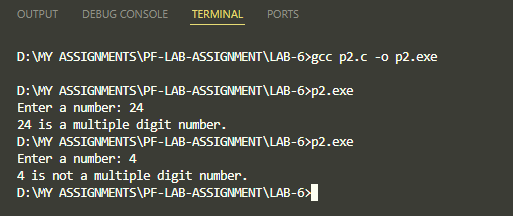 OUTPUT DEBUG CONSOLE TERMINAL PORTS
D:\MY ASSIGNMENTS\PF-LAB-ASSIGNMENT\LAB-6>gcc p2.c -o p2.exe
D:\MY ASSIGNMENTS\PF-LAB-ASSIGNMENT\LAB-6>p2.exe
Enter a number: 24
24 is a multiple digit number.
D:\MY ASSIGNMENTS\PF-LAB-ASSIGNMENT\LAB-6>p2.exe
Enter a number: 4
4 is not a multiple digit number.
D:\MY ASSIGNMENTS\PF-LAB-ASSIGNMENT\LAB-6>